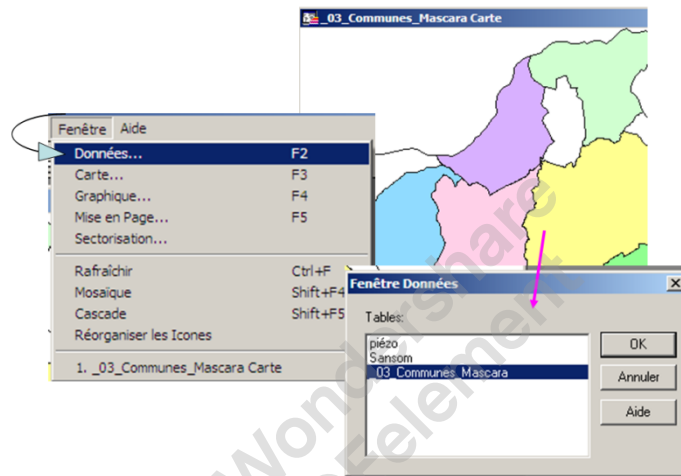 _03_Communes_Mascara Carte
Fenêtre Aide
Données... F2
Carte... F3
Graphique... F4
Mise en Page... F5
Sectorisation...
Rafraîchir Ctrl+F
Mosaïque Shift+F4
Cascade Shift+F5
Réorganiser les Icones
1. _03_Communes_Mascara Carte
Fenêtre Données
Tables:
piézo
Sansom
_03_Communes_Mascara
OK
Annuler
Aide
Wondershare
PDFelement